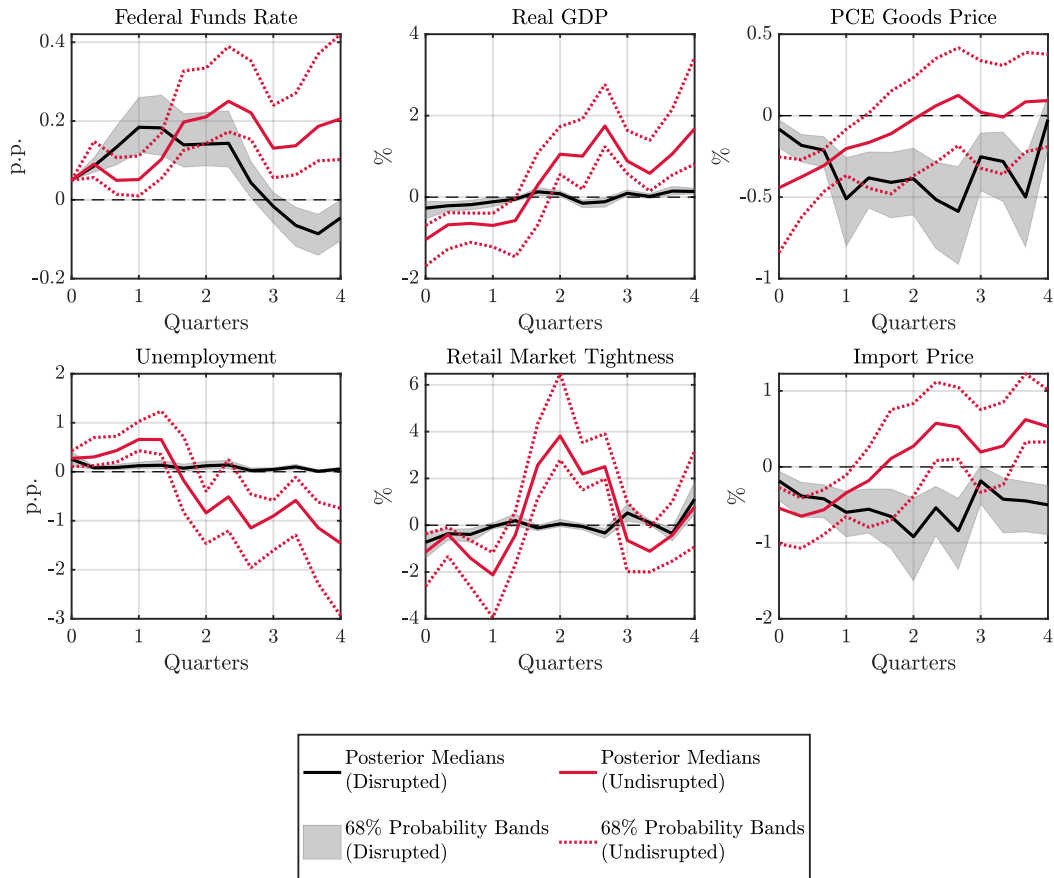 Federal Funds Rate
Real GDP
PCE Goods Price
p.p.
0.4
0.2
0
-0.2
0 1 2 3 4
Quarters
%
4
2
0
-2
0 1 2 3 4
Quarters
%
0.5
0
-0.5
-1
0 1 2 3 4
Quarters
Unemployment
Retail Market Tightness
Import Price
p.p.
2
1
0
-1
-2
-3
0 1 2 3 4
Quarters
%
6
4
2
0
-2
-4
0 1 2 3 4
Quarters
%
1
0
-1
-2
0 1 2 3 4
Quarters
Posterior Medians
(Disrupted)
Posterior Medians
(Undisrupted)
68% Probability Bands
(Disrupted)
68% Probability Bands
(Undisrupted)